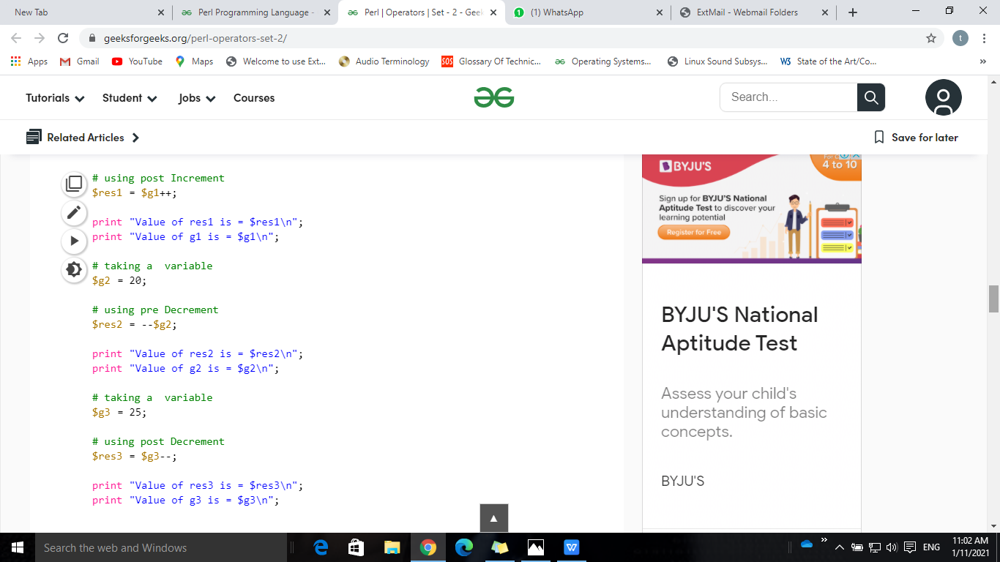 New Tab
Perl Programming Language -
Perl | Operators | Set - 2 - Geek
(1) WhatsApp
ExtMail - Webmail Folders
geeksforgeeks.org/perl-operators-set-2/
t
Apps
Gmail
YouTube
Maps
Welcome to use Ext...
Audio Terminology
SOS
Glossary Of Technic...
Operating Systems...
Linux Sound Subsys...
W3
State of the Art/Co...
Tutorials
Student
Jobs
Courses
Search...
Related Articles
Save for later
# using post Increment
$res1 = $g1++;
print "Value of res1 is = $res1\n";
print "Value of g1 is = $g1\n";
# taking a  variable
$g2 = 20;
# using pre Decrement
$res2 = --$g2;
print "Value of res2 is = $res2\n";
print "Value of g2 is = $g2\n";
# taking a  variable
$g3 = 25;
# using post Decrement
$res3 = $g3--;
print "Value of res3 is = $res3\n";
print "Value of g3 is = $g3\n";
BYJU'S
4 to 10
Sign up for BYJU'S National
Aptitude Test to discover your
learning potential
Register for Free
BYJU'S National
Aptitude Test
Assess your child's
understanding of basic
concepts.
BYJU'S
Search the web and Windows
ENG
11:02 AM
1/11/2021